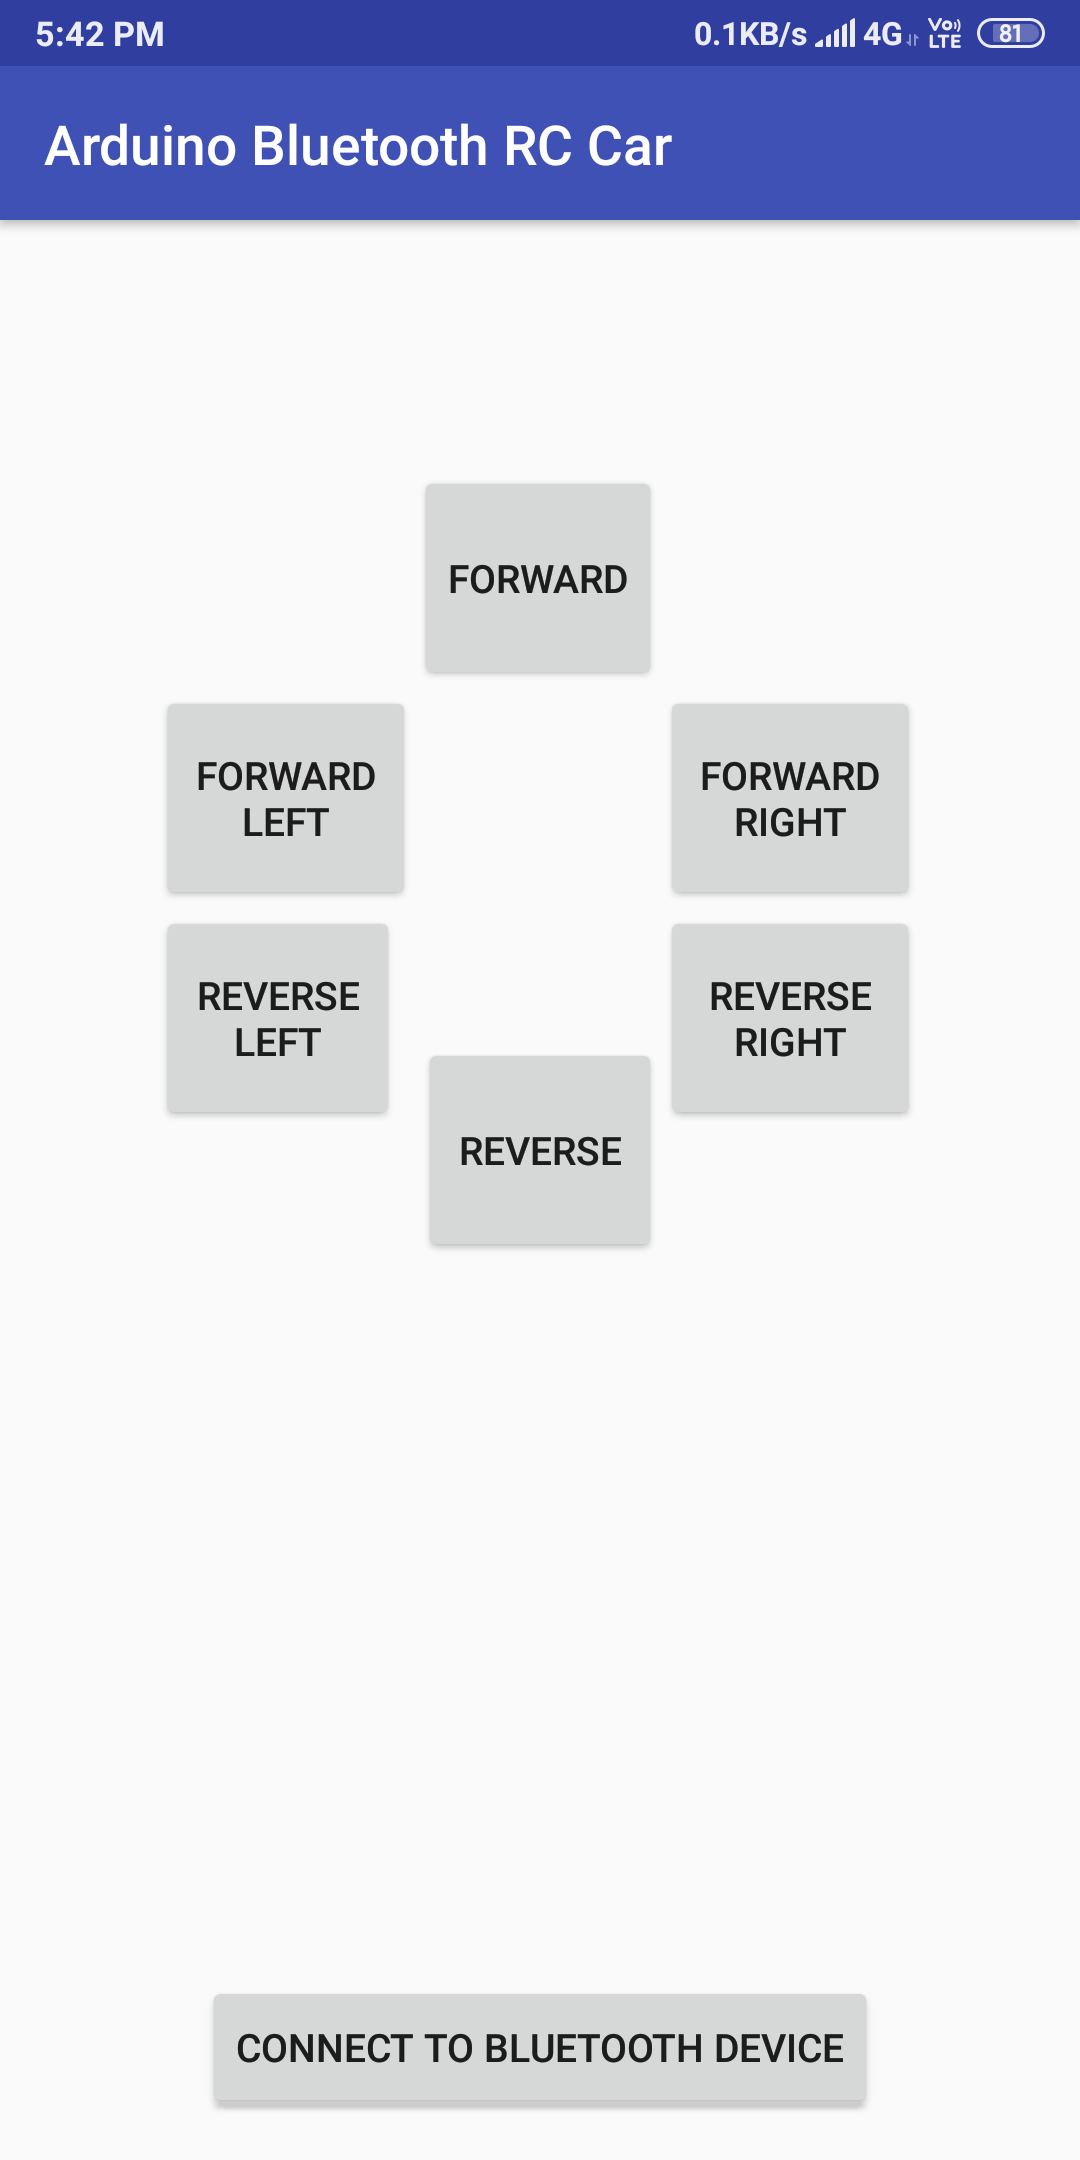 5:42 PM 0.1KB/s 4G Vo LTE 81
Arduino Bluetooth RC Car
FORWARD
FORWARD
LEFT
FORWARD
RIGHT
REVERSE
LEFT
REVERSE
RIGHT
REVERSE
CONNECT TO BLUETOOTH DEVICE